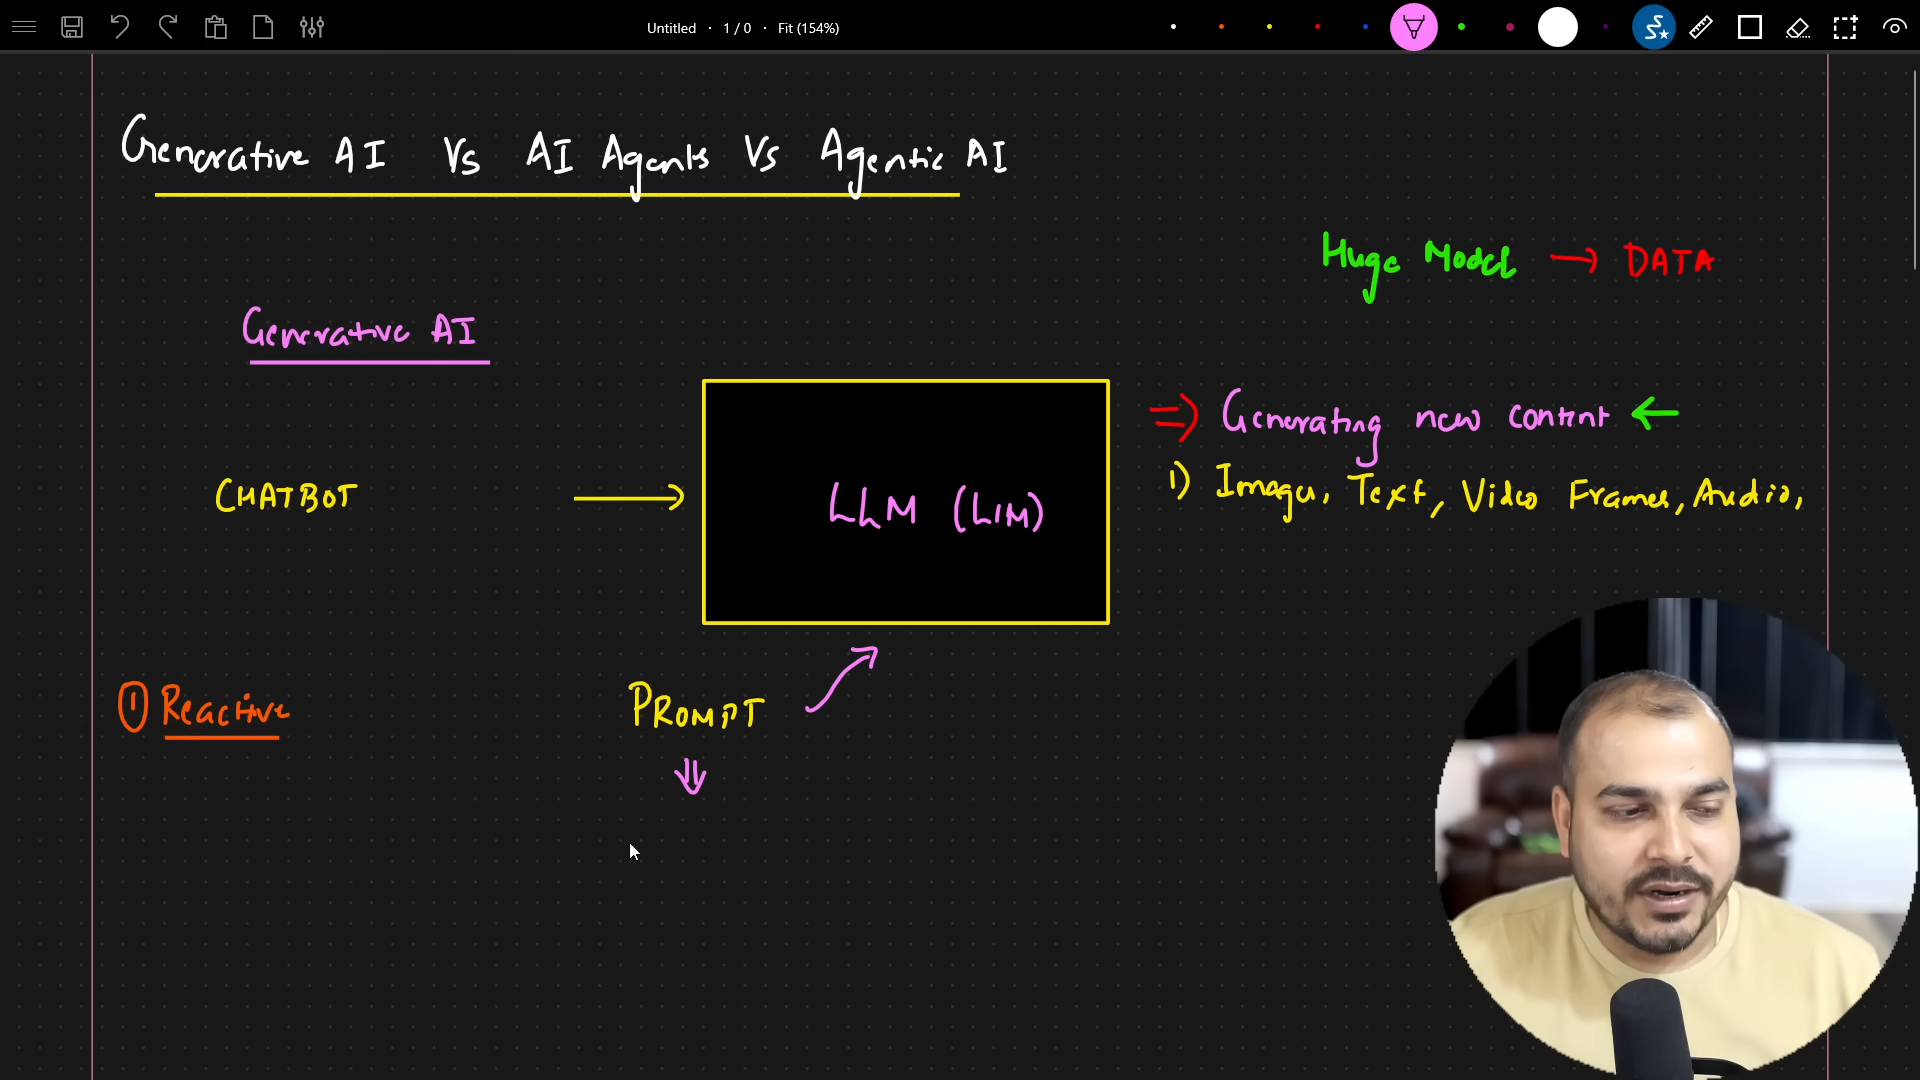 Untitled · 1 / 0 · Fit (154%)
Generative AI Vs AI Agents Vs Agentic AI
Huge Model → DATA
Generative AI
⇒ Generating new content ←
CHATBOT → LLM (LIM)
1) Images, Text, Video Frames, Audio,
① Reactive
PROMPT